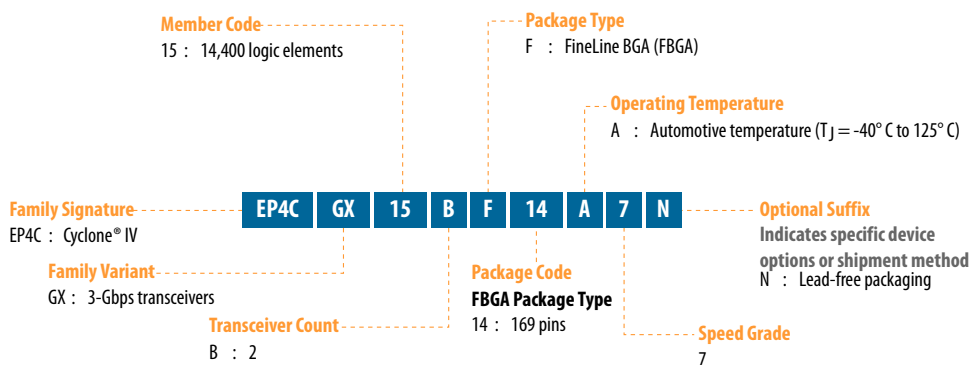 Member Code
15 : 14,400 logic elements
Package Type
F : FineLine BGA (FBGA)
Operating Temperature
A : Automotive temperature (TJ = -40° C to 125° C)
EP4C GX 15 B F 14 A 7 N
Family Signature
EP4C : Cyclone® IV
Family Variant
GX : 3-Gbps transceivers
Transceiver Count
B : 2
Package Code
FBGA Package Type
14 : 169 pins
Optional Suffix
Indicates specific device
options or shipment method
N : Lead-free packaging
Speed Grade
7